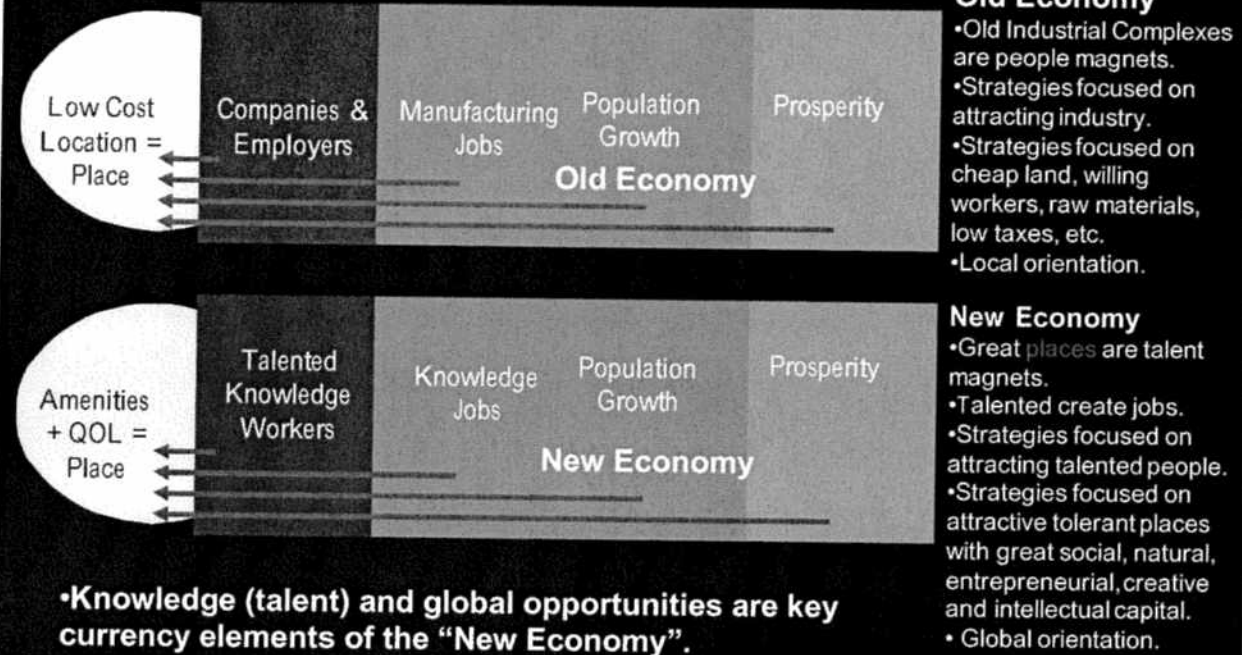 Low Cost
Location =
Place
Companies &
Employers
Manufacturing
Jobs
Population
Growth
Prosperity
Old Economy
Old Economy
•Old Industrial Complexes
are people magnets.
•Strategies focused on
attracting industry.
•Strategies focused on
cheap land, willing
workers, raw materials,
low taxes, etc.
•Local orientation.
Amenities
+ QOL =
Place
Talented
Knowledge
Workers
Knowledge
Jobs
Population
Growth
Prosperity
New Economy
New Economy
•Great places are talent
magnets.
•Talented create jobs.
•Strategies focused on
attracting talented people.
•Strategies focused on
attractive tolerant places
with great social, natural,
entrepreneurial, creative
and intellectual capital.
• Global orientation.
•Knowledge (talent) and global opportunities are key
currency elements of the “New Economy”.